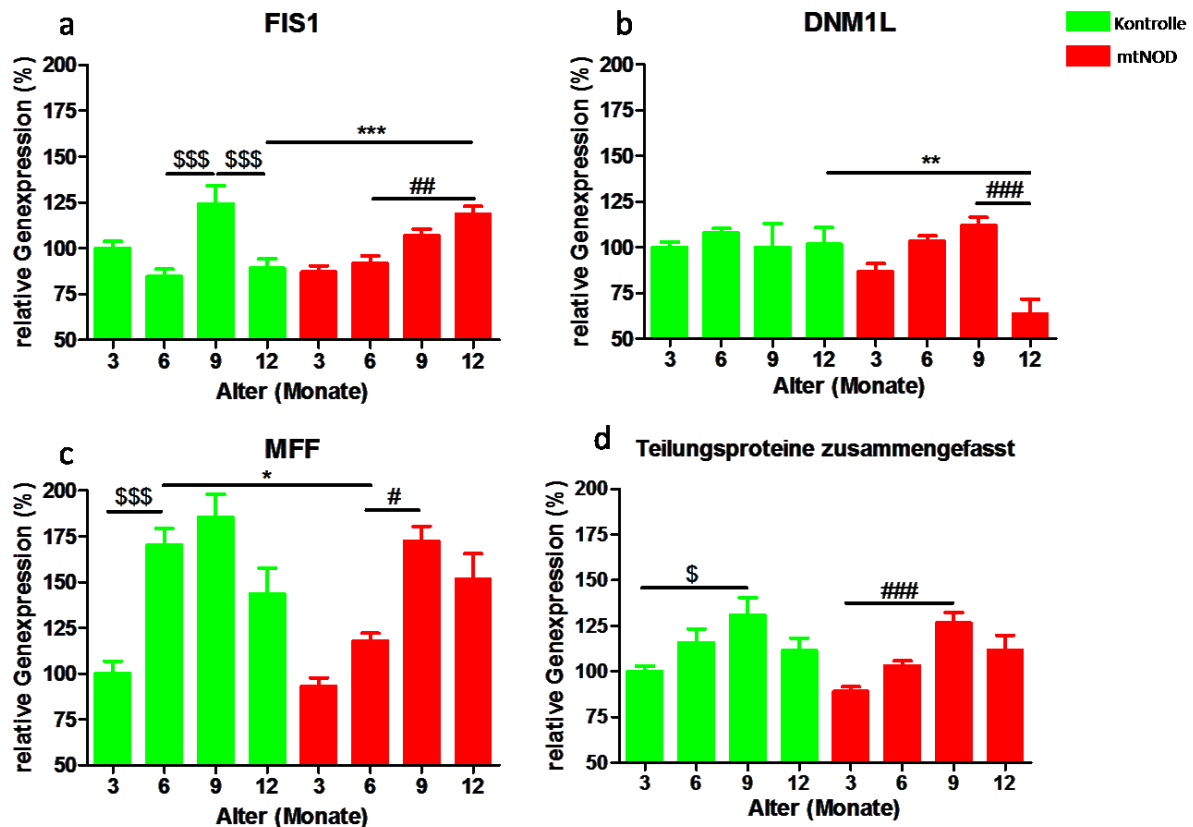 a FIS1
relative Genexpression (%)
200
175
150
125
100
75
50
$$$ $$$
***
##
3 6 9 12 3 6 9 12
Alter (Monate)
b DNM1L
relative Genexpression (%)
200
175
150
125
100
75
50
**
###
3 6 9 12 3 6 9 12
Alter (Monate)
Kontrolle
mtNOD
c MFF
relative Genexpression (%)
200
175
150
125
100
75
50
$$$
*
#
3 6 9 12 3 6 9 12
Alter (Monate)
d Teilungsproteine zusammengefasst
relative Genexpression (%)
200
175
150
125
100
75
50
$
###
3 6 9 12 3 6 9 12
Alter (Monate)